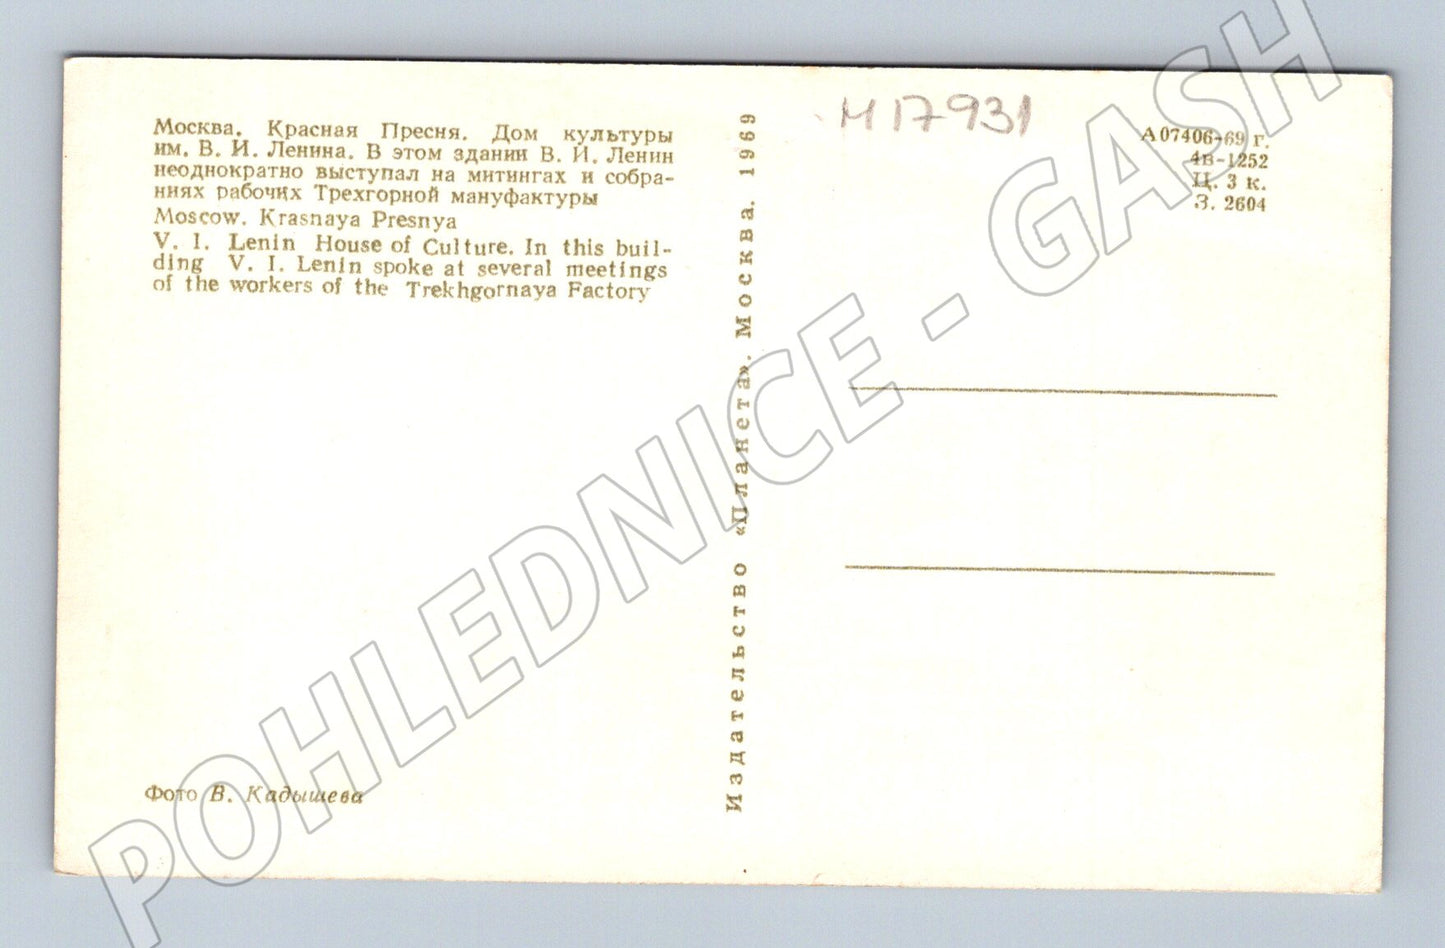 Москва. Красная Пресня. Дом культуры
им. В. И. Ленина. В этом здании В. И. Ленин
неоднократно выступал на митингах и собра-
ниях рабочих Трехгорной мануфактуры
Moscow. Krasnaya Presnya
V. I. Lenin House of Culture. In this buil-
ding V. I. Lenin spoke at several meetings
of the workers of the Trekhgornaya Factory
Фото В. Кадышева
Издательство «Планета». Москва. 1969
М 17931
А07406-69 г.
4В-1252
Ц. 3 к.
З. 2604
POHLEDNICE - GASH